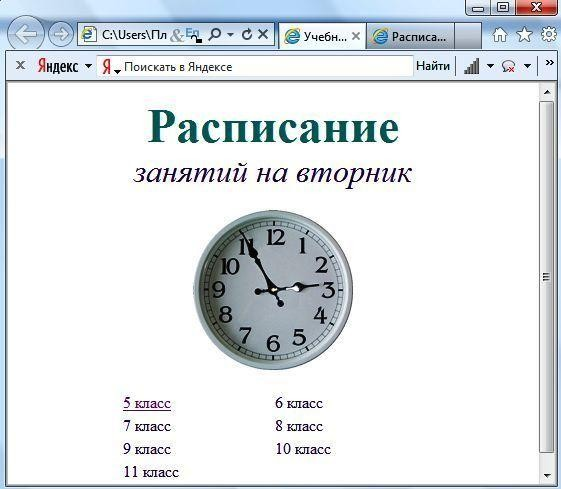 C:\Users\Пл
Учебн...
Расписа...
Яндекс
Я
Поискать в Яндексе
Найти
»
Расписание
занятий на вторник
12
11 1
10 2
9 3
8 4
7 5
6
5 класс 6 класс
7 класс 8 класс
9 класс 10 класс
11 класс